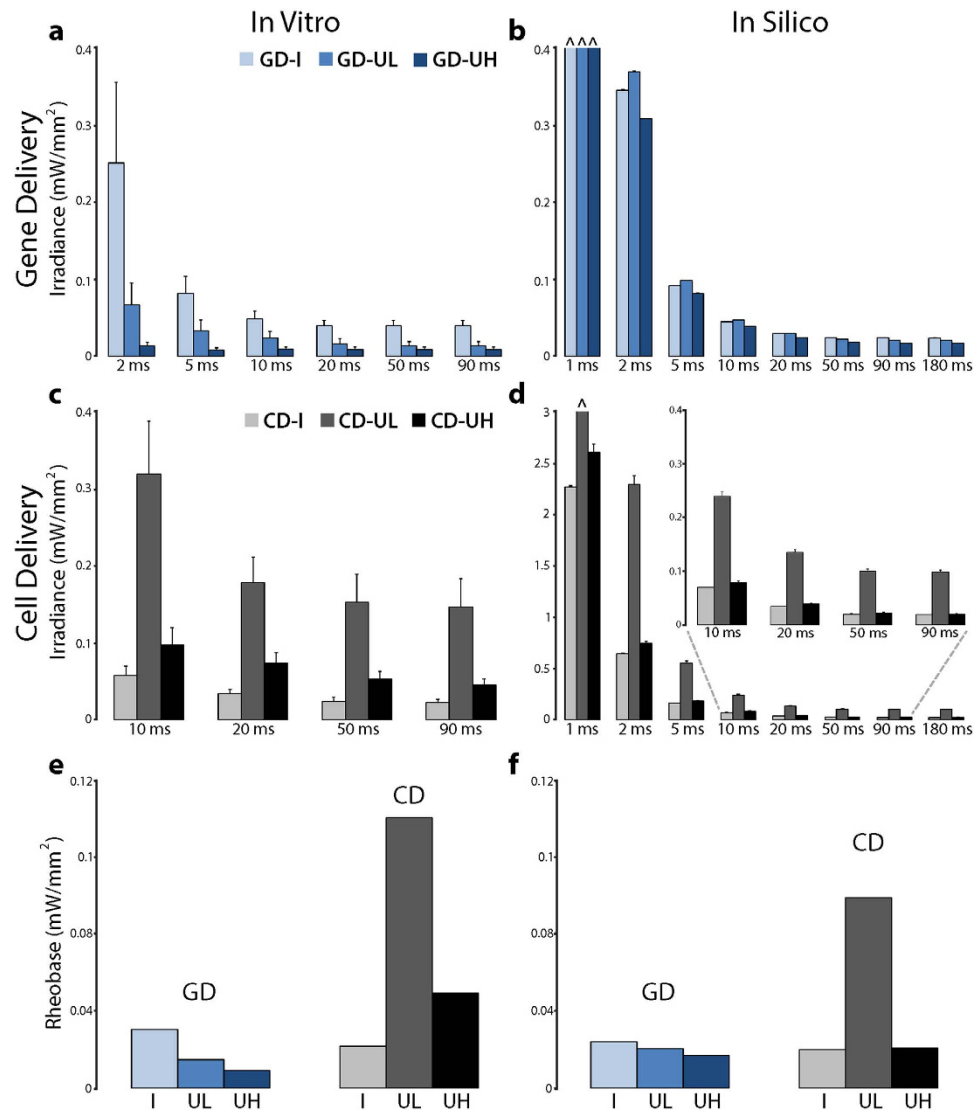 In Vitro
In Silico
a
b
Gene Delivery
Irradiance (mW/mm²)
0.4
0.3
0.2
0.1
0
GD-I GD-UL GD-UH
2 ms 5 ms 10 ms 20 ms 50 ms 90 ms
0.4
0.3
0.2
0.1
0
^ ^ ^
1 ms 2 ms 5 ms 10 ms 20 ms 50 ms 90 ms 180 ms
c
d
Cell Delivery
Irradiance (mW/mm²)
0.4
0.3
0.2
0.1
0
CD-I CD-UL CD-UH
10 ms 20 ms 50 ms 90 ms
3
2.5
2
1.5
1
0.5
0
^
0.4
0.3
0.2
0.1
0
10 ms 20 ms 50 ms 90 ms
1 ms 2 ms 5 ms 10 ms 20 ms 50 ms 90 ms 180 ms
e
f
Rheobase (mW/mm²)
0.12
0.1
0.04
0
GD
CD
I UL UH I UL UH
0.12
0.1
0.04
0
GD
CD
I UL UH I UL UH